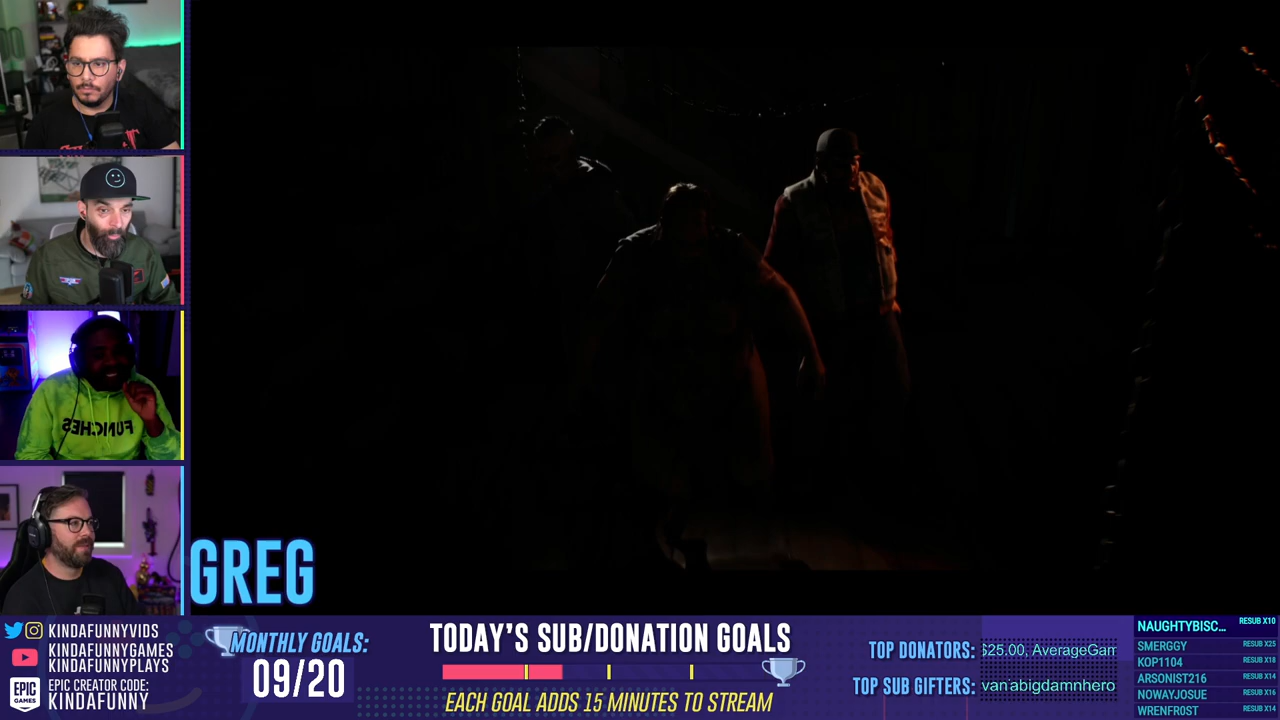 FUNCHES
GREG
KINDAFUNNYVIDS
KINDAFUNNYGAMES
KINDAFUNNYPLAYS
EPIC GAMES
EPIC CREATOR CODE:
KINDAFUNNY
MONTHLY GOALS:
09/20
TODAY'S SUB/DONATION GOALS
EACH GOAL ADDS 15 MINUTES TO STREAM
TOP DONATORS: $25.00, AverageGam
TOP SUB GIFTERS: van abigdamnhero
NAUGHTYBISC... RESUB X10
SMERGGY RESUB X25
KOP1104 RESUB X18
ARSONIST216 RESUB X14
NOWAYJOSUE RESUB X16
WRENFROST RESUB X14